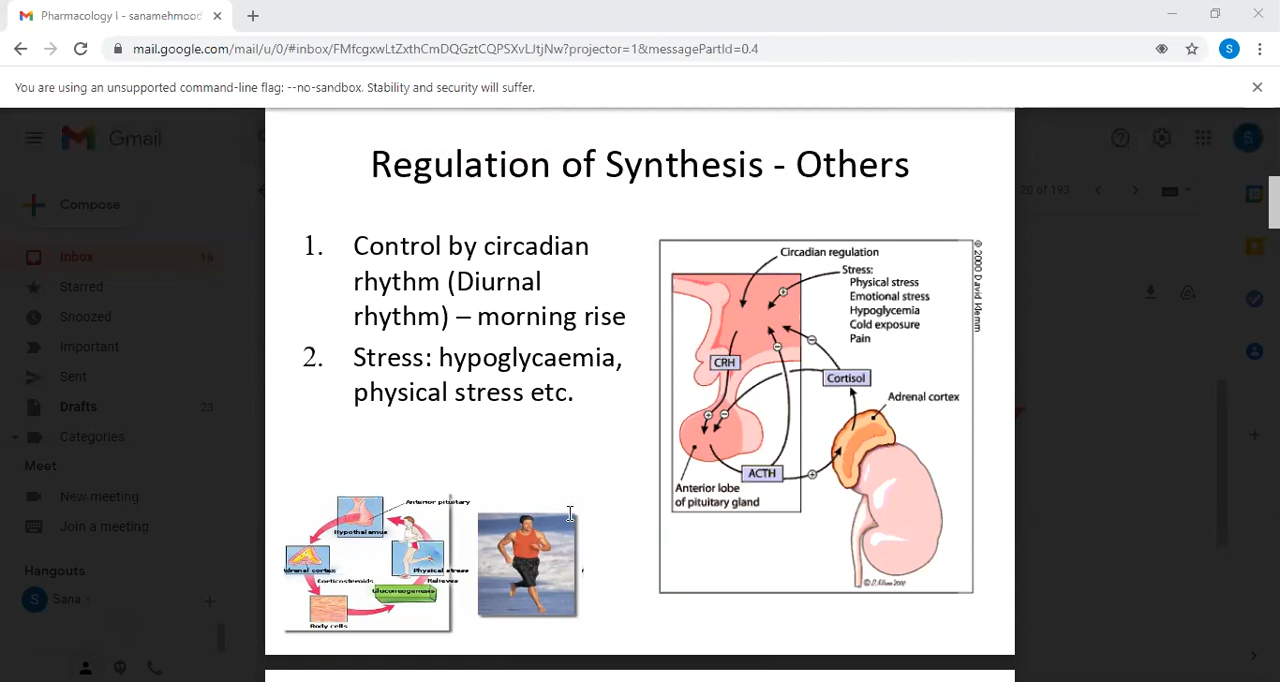 Pharmacology I - sanamehmood
mail.google.com/mail/u/0/#inbox/FMfcgxwLtZxthCmDQGztCQPSXvLJtjNw?projector=1&messagePartId=0.4
S
You are using an unsupported command-line flag: --no-sandbox. Stability and security will suffer.
Gmail
S
Compose
20 of 193
Inbox 16
Starred
Snoozed
Important
Sent
Drafts 23
Categories
Meet
New meeting
Join a meeting
Hangouts
S Sana
Regulation of Synthesis - Others
1. Control by circadian
rhythm (Diurnal
rhythm) – morning rise
2. Stress: hypoglycaemia,
physical stress etc.
Anterior pituitary
Hypothalamus
Adrenal cortex
Physical stress
Corticosteroids
Relieves
Gluconeogenesis
Body cells
Circadian regulation
Stress:
Physical stress
Emotional stress
Hypoglycemia
Cold exposure
Pain
CRH
Cortisol
Adrenal cortex
ACTH
Anterior lobe
of pituitary gland
© 2000 David Klemm